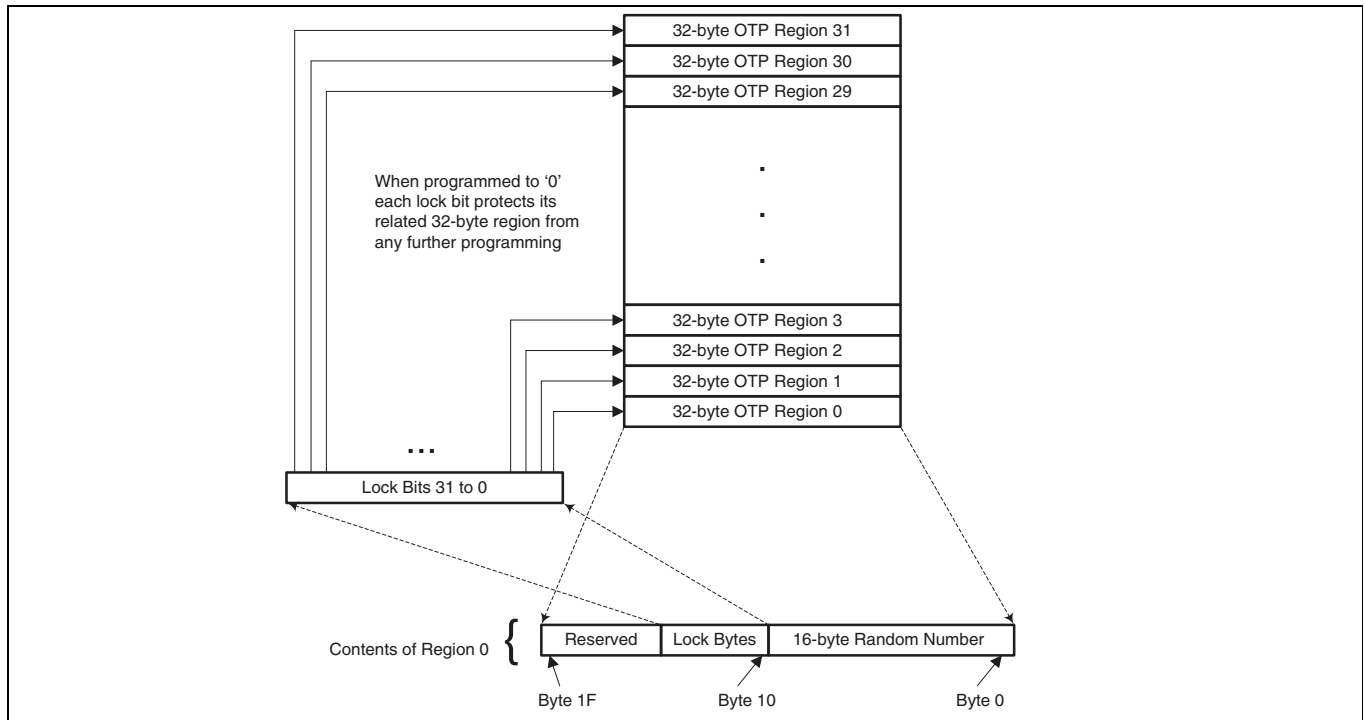 32-byte OTP Region 31
32-byte OTP Region 30
32-byte OTP Region 29
.
.
.
When programmed to ‘0’
each lock bit protects its
related 32-byte region from
any further programming
32-byte OTP Region 3
32-byte OTP Region 2
32-byte OTP Region 1
32-byte OTP Region 0
...
Lock Bits 31 to 0
Contents of Region 0 {
Reserved
Lock Bytes
16-byte Random Number
Byte 1F
Byte 10
Byte 0